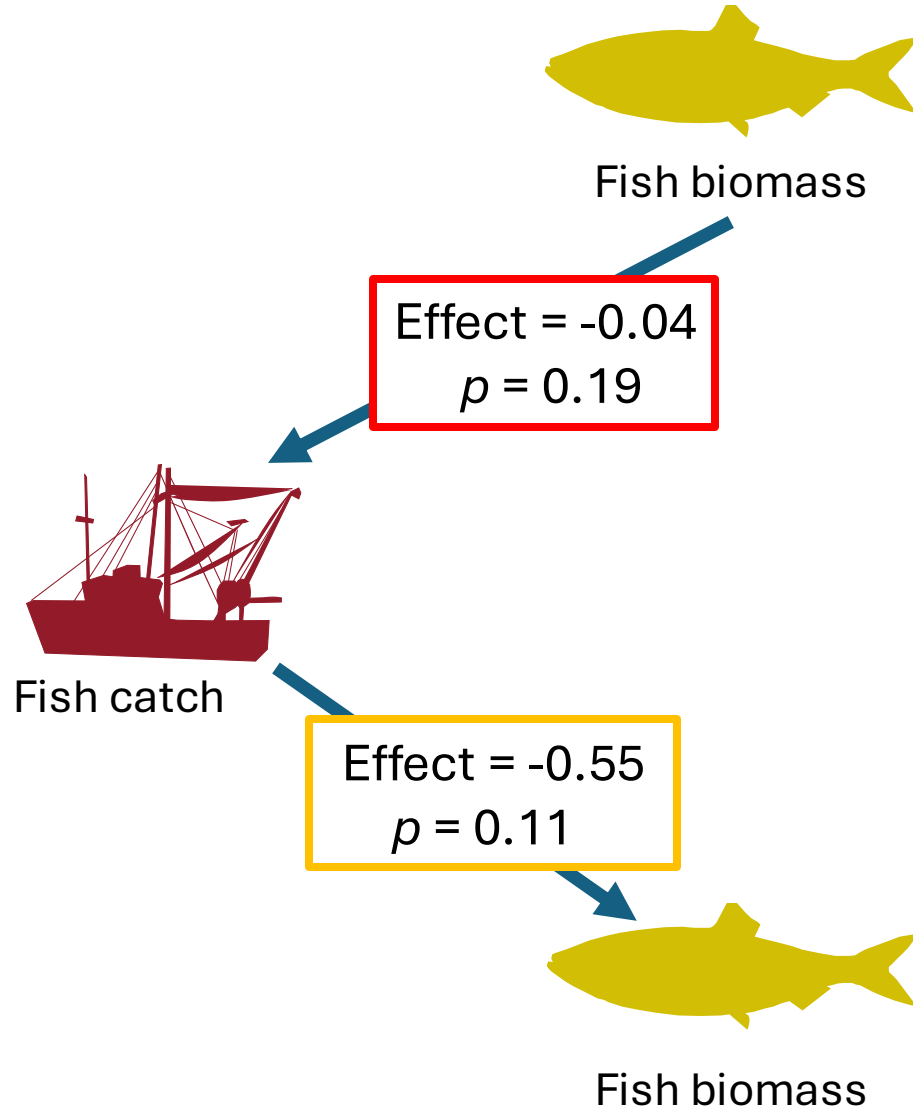 Fish biomass
Effect = -0.04
p = 0.19
Fish catch
Effect = -0.55
p = 0.11
Fish biomass